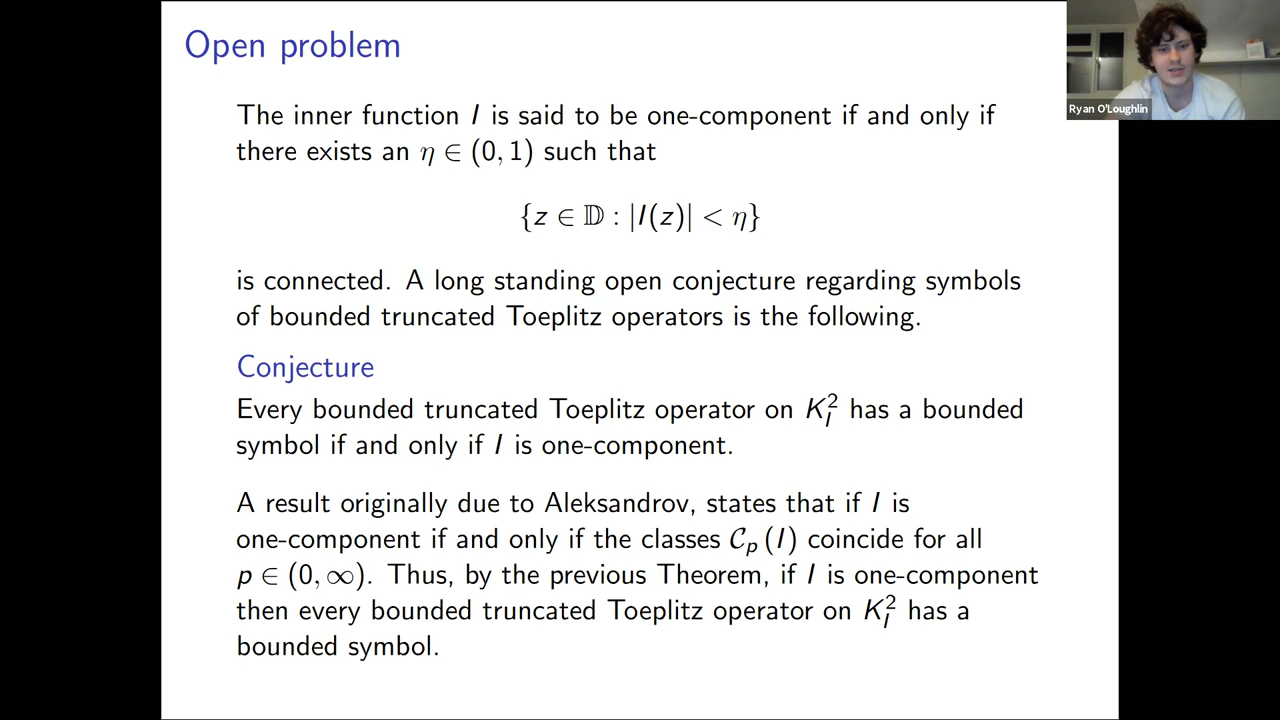 Open problem
Ryan O'Loughlin
The inner function I is said to be one-component if and only if
there exists an η ∈ (0, 1) such that
{z ∈ 𝔻 : |I(z)| < η}
is connected. A long standing open conjecture regarding symbols
of bounded truncated Toeplitz operators is the following.
Conjecture
Every bounded truncated Toeplitz operator on K_I^2 has a bounded
symbol if and only if I is one-component.
A result originally due to Aleksandrov, states that if I is
one-component if and only if the classes 𝒞_p (I) coincide for all
p ∈ (0, ∞). Thus, by the previous Theorem, if I is one-component
then every bounded truncated Toeplitz operator on K_I^2 has a
bounded symbol.